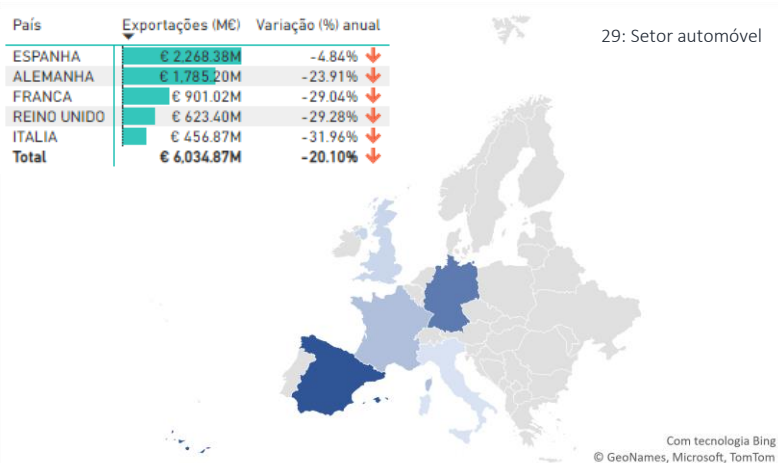 País Exportações (M€) Variação (%) anual
ESPANHA € 2,268.38M -4.84%
ALEMANHA € 1,785.20M -23.91%
FRANCA € 901.02M -29.04%
REINO UNIDO € 623.40M -29.28%
ITALIA € 456.87M -31.96%
Total € 6,034.87M -20.10%
29: Setor automóvel
Com tecnologia Bing
© GeoNames, Microsoft, TomTom